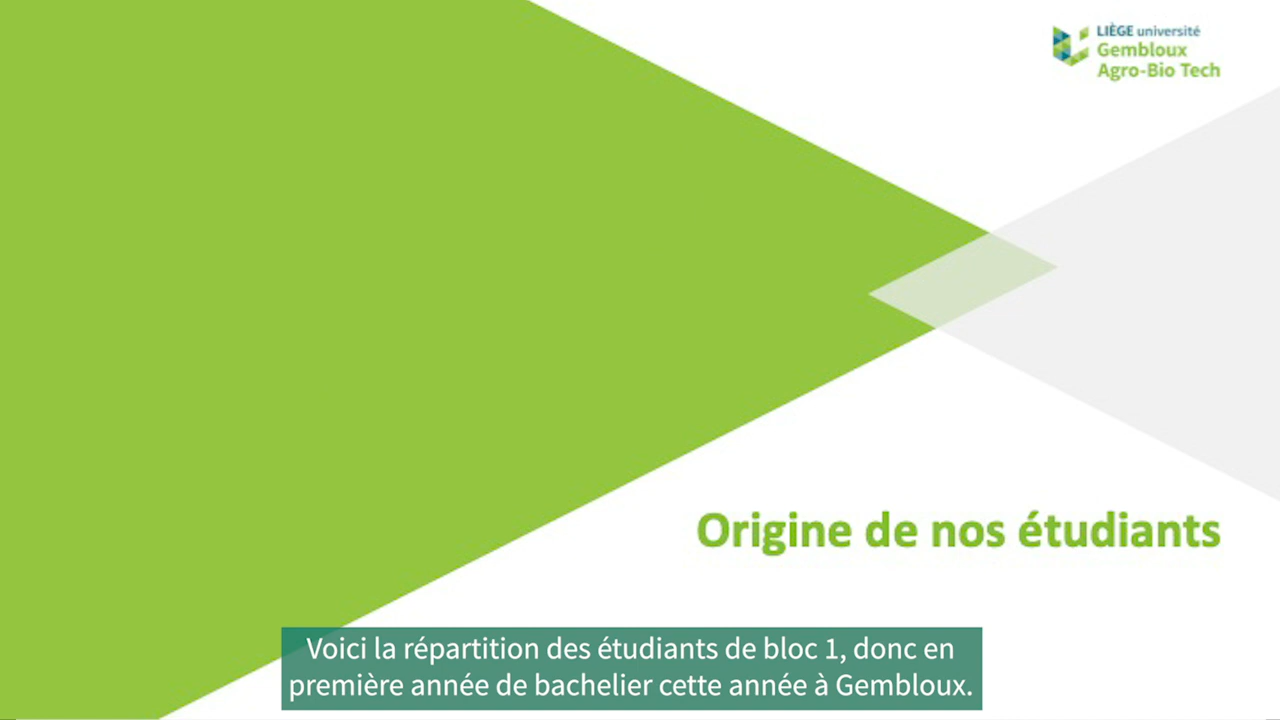 LIÈGE université
Gembloux
Agro-Bio Tech
Origine de nos étudiants
Voici la répartition des étudiants de bloc 1, donc en
première année de bachelier cette année à Gembloux.